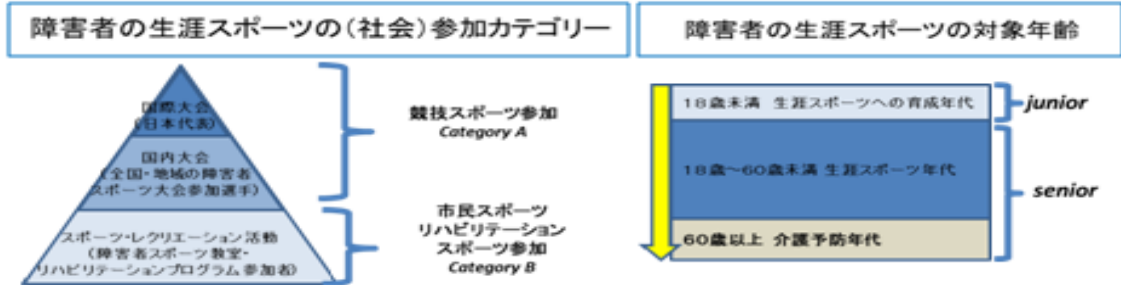 障害者の生涯スポーツの(社会)参加カテゴリー
国際大会
(日本代表)
国内大会
(全国・地域の障害者
スポーツ大会参加選手)
スポーツ・レクリエーション活動
(障害者スポーツ教室・
リハビリテーションプログラム参加者)
競技スポーツ参加
Category A
市民スポーツ
リハビリテーション
スポーツ参加
Category B
障害者の生涯スポーツの対象年齢
18歳未満 生涯スポーツへの育成年代
18歳~60歳未満 生涯スポーツ年代
60歳以上 介護予防年代
junior
senior